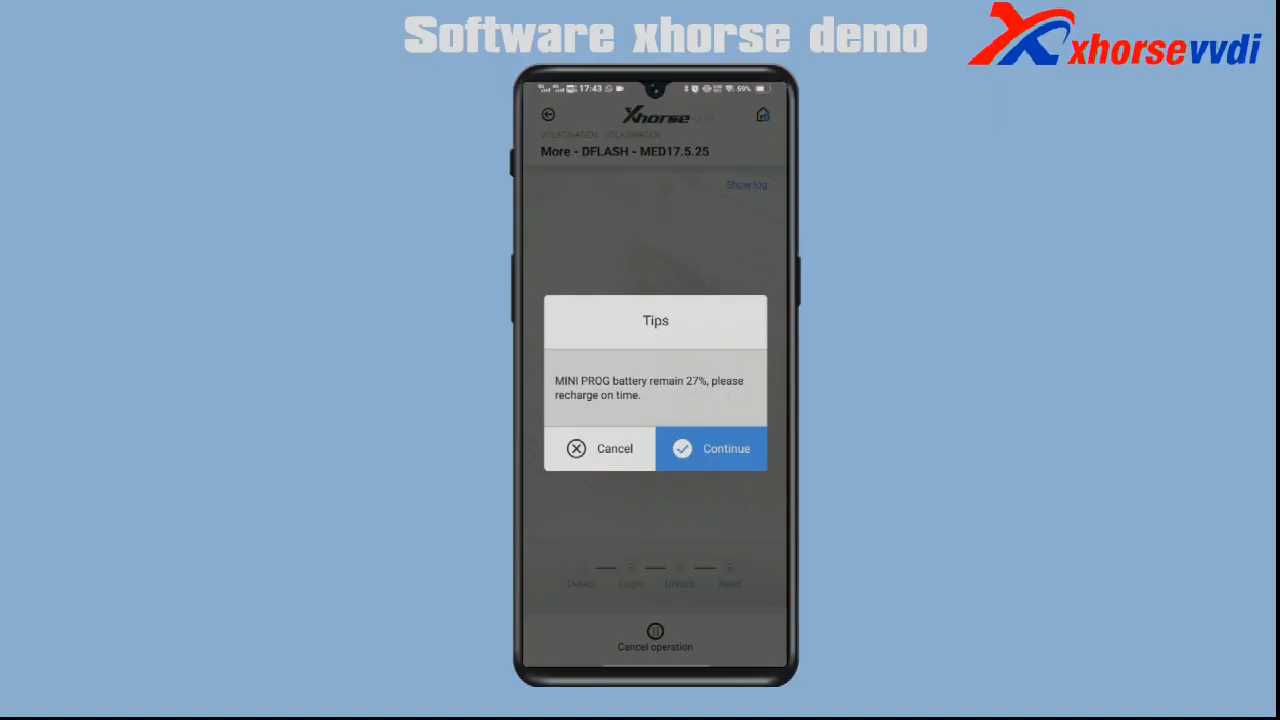 Software xhorse demo
xhorsevvdi
17:43
59%
Xhorse
VOLKSWAGEN VOLKSWAGEN
More - DFLASH - MED17.5.25
Show log
Tips
MINI PROG battery remain 27%, please
recharge on time.
Cancel
Continue
Detect Login Unlock Read
Cancel operation